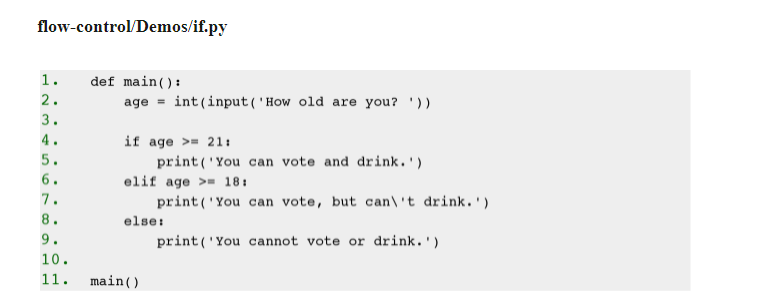 flow-control/Demos/if.py
1. def main():
2.     age = int(input('How old are you? '))
3.
4.     if age >= 21:
5.         print('You can vote and drink.')
6.     elif age >= 18:
7.         print('You can vote, but can\'t drink.')
8.     else:
9.         print('You cannot vote or drink.')
10.
11. main()